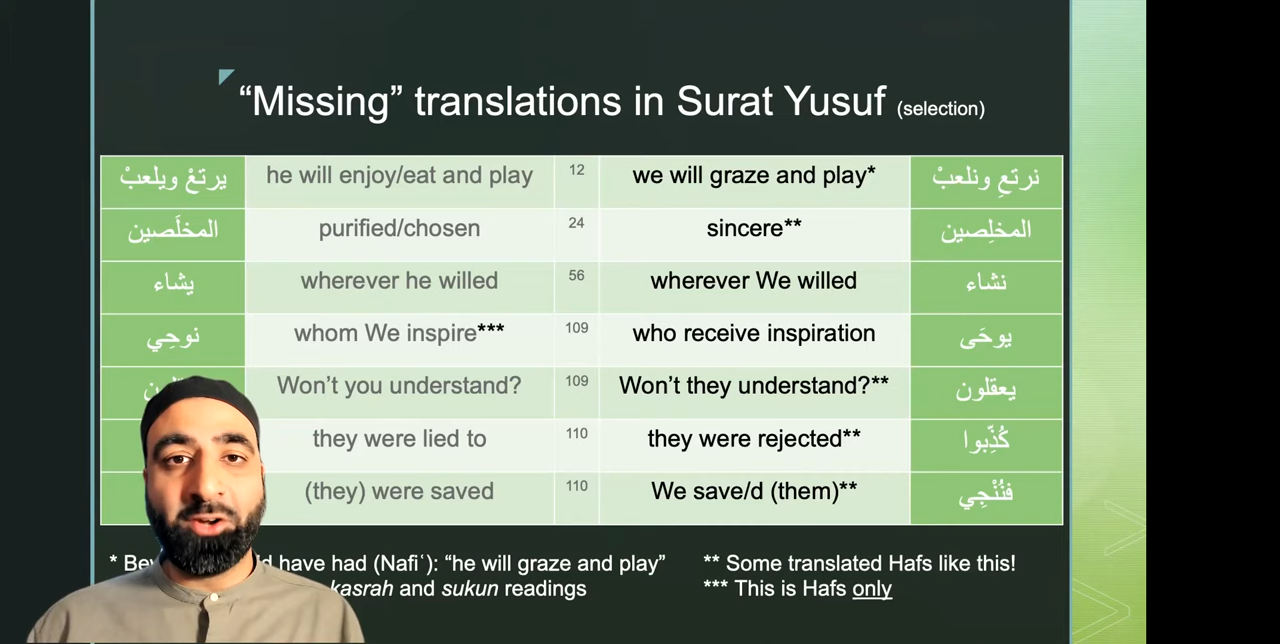 “Missing” translations in Surat Yusuf (selection)
يرتعْ ويلعبْ he will enjoy/eat and play 12 we will graze and play* نرتعِ ونلعبْ
المخلَصين purified/chosen 24 sincere** المخلِصين
يشاء wherever he willed 56 wherever We willed نشاء
نوحِي whom We inspire*** 109 who receive inspiration يوحَى
Won’t you understand? 109 Won’t they understand?** يعقلون
they were lied to 110 they were rejected** كُذِّبوا
(they) were saved 110 We save/d (them)** فنُنْجِي
* have had (Nafiʿ): “he will graze and play”
kasrah and sukun readings
** Some translated Hafs like this!
*** This is Hafs only